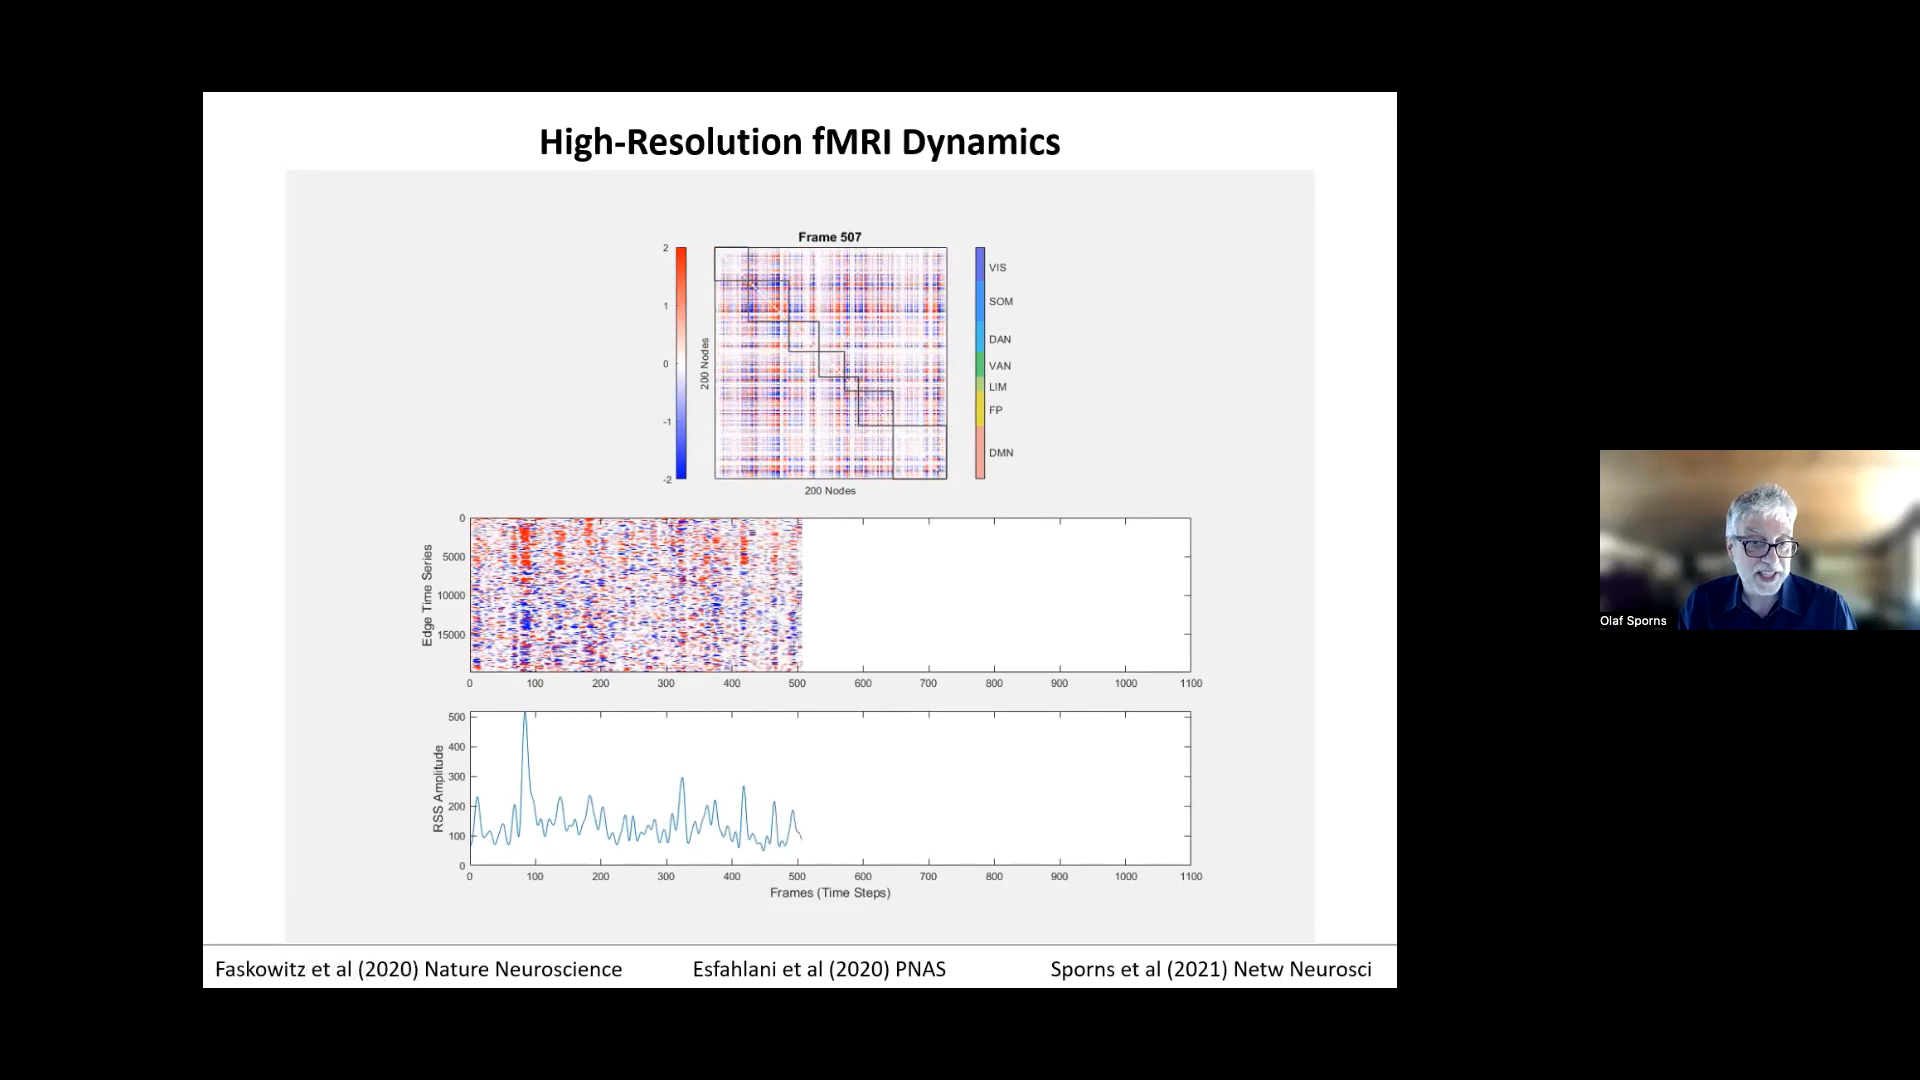 High-Resolution fMRI Dynamics
Frame 507
2
1
0
-1
-2
200 Nodes
200 Nodes
VIS
SOM
DAN
VAN
LIM
FP
DMN
Edge Time Series
0
5000
10000
15000
0 100 200 300 400 500 600 700 800 900 1000 1100
RSS Amplitude
500
400
300
200
100
0
0 100 200 300 400 500 600 700 800 900 1000 1100
Frames (Time Steps)
Faskowitz et al (2020) Nature Neuroscience Esfahlani et al (2020) PNAS Sporns et al (2021) Netw Neurosci
Olaf Sporns